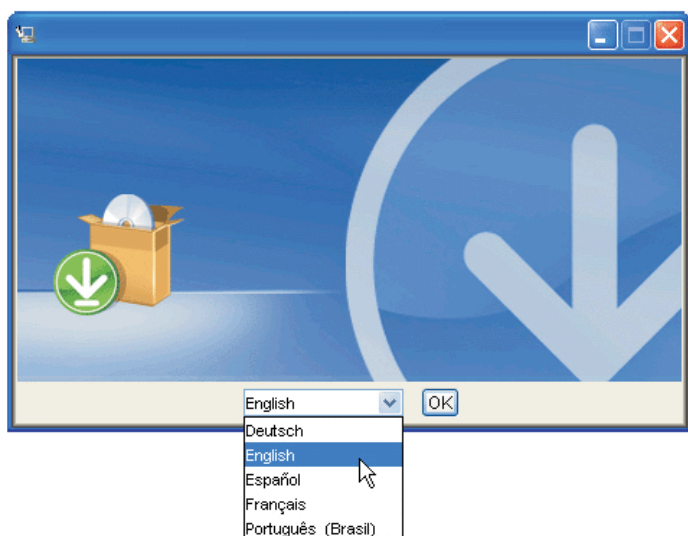 English
OK
Deutsch
English
Español
Français
Português (Brasil)